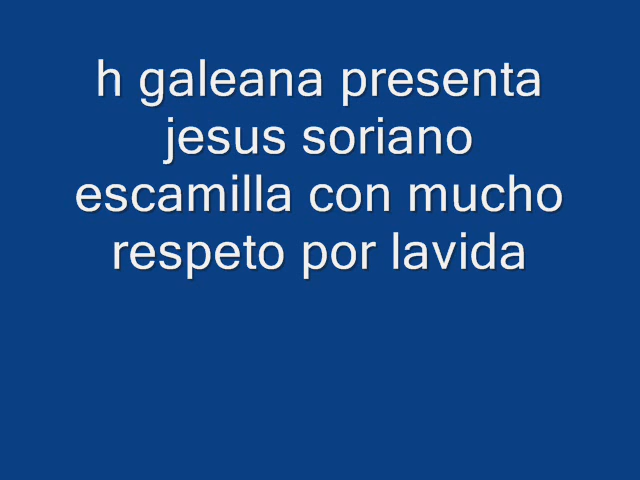 h galeana presenta
jesus soriano
escamilla con mucho
respeto por lavida